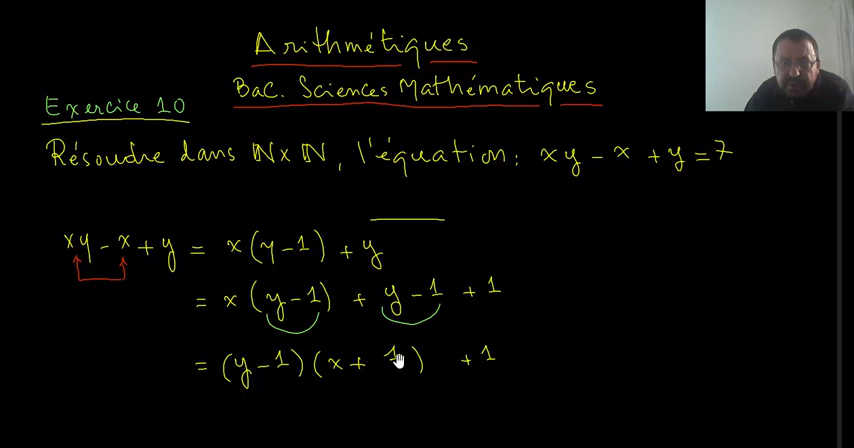 Arithmétiques
Bac. Sciences Mathématiques
Exercice 10
Résoudre dans ℕ×ℕ, l'équation: xy - x + y = 7
xy - x + y = x(y-1) + y
= x(y-1) + y-1 + 1
= (y-1)(x+1) + 1